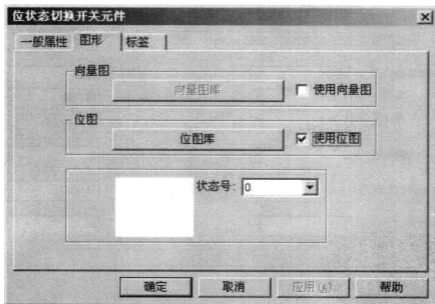 位状态切换开关元件
一般属性 图形 标签
向量图
向量图库 使用向量图
位图
位图库 使用位图
状态号: 0
确定 取消 应用(A) 帮助